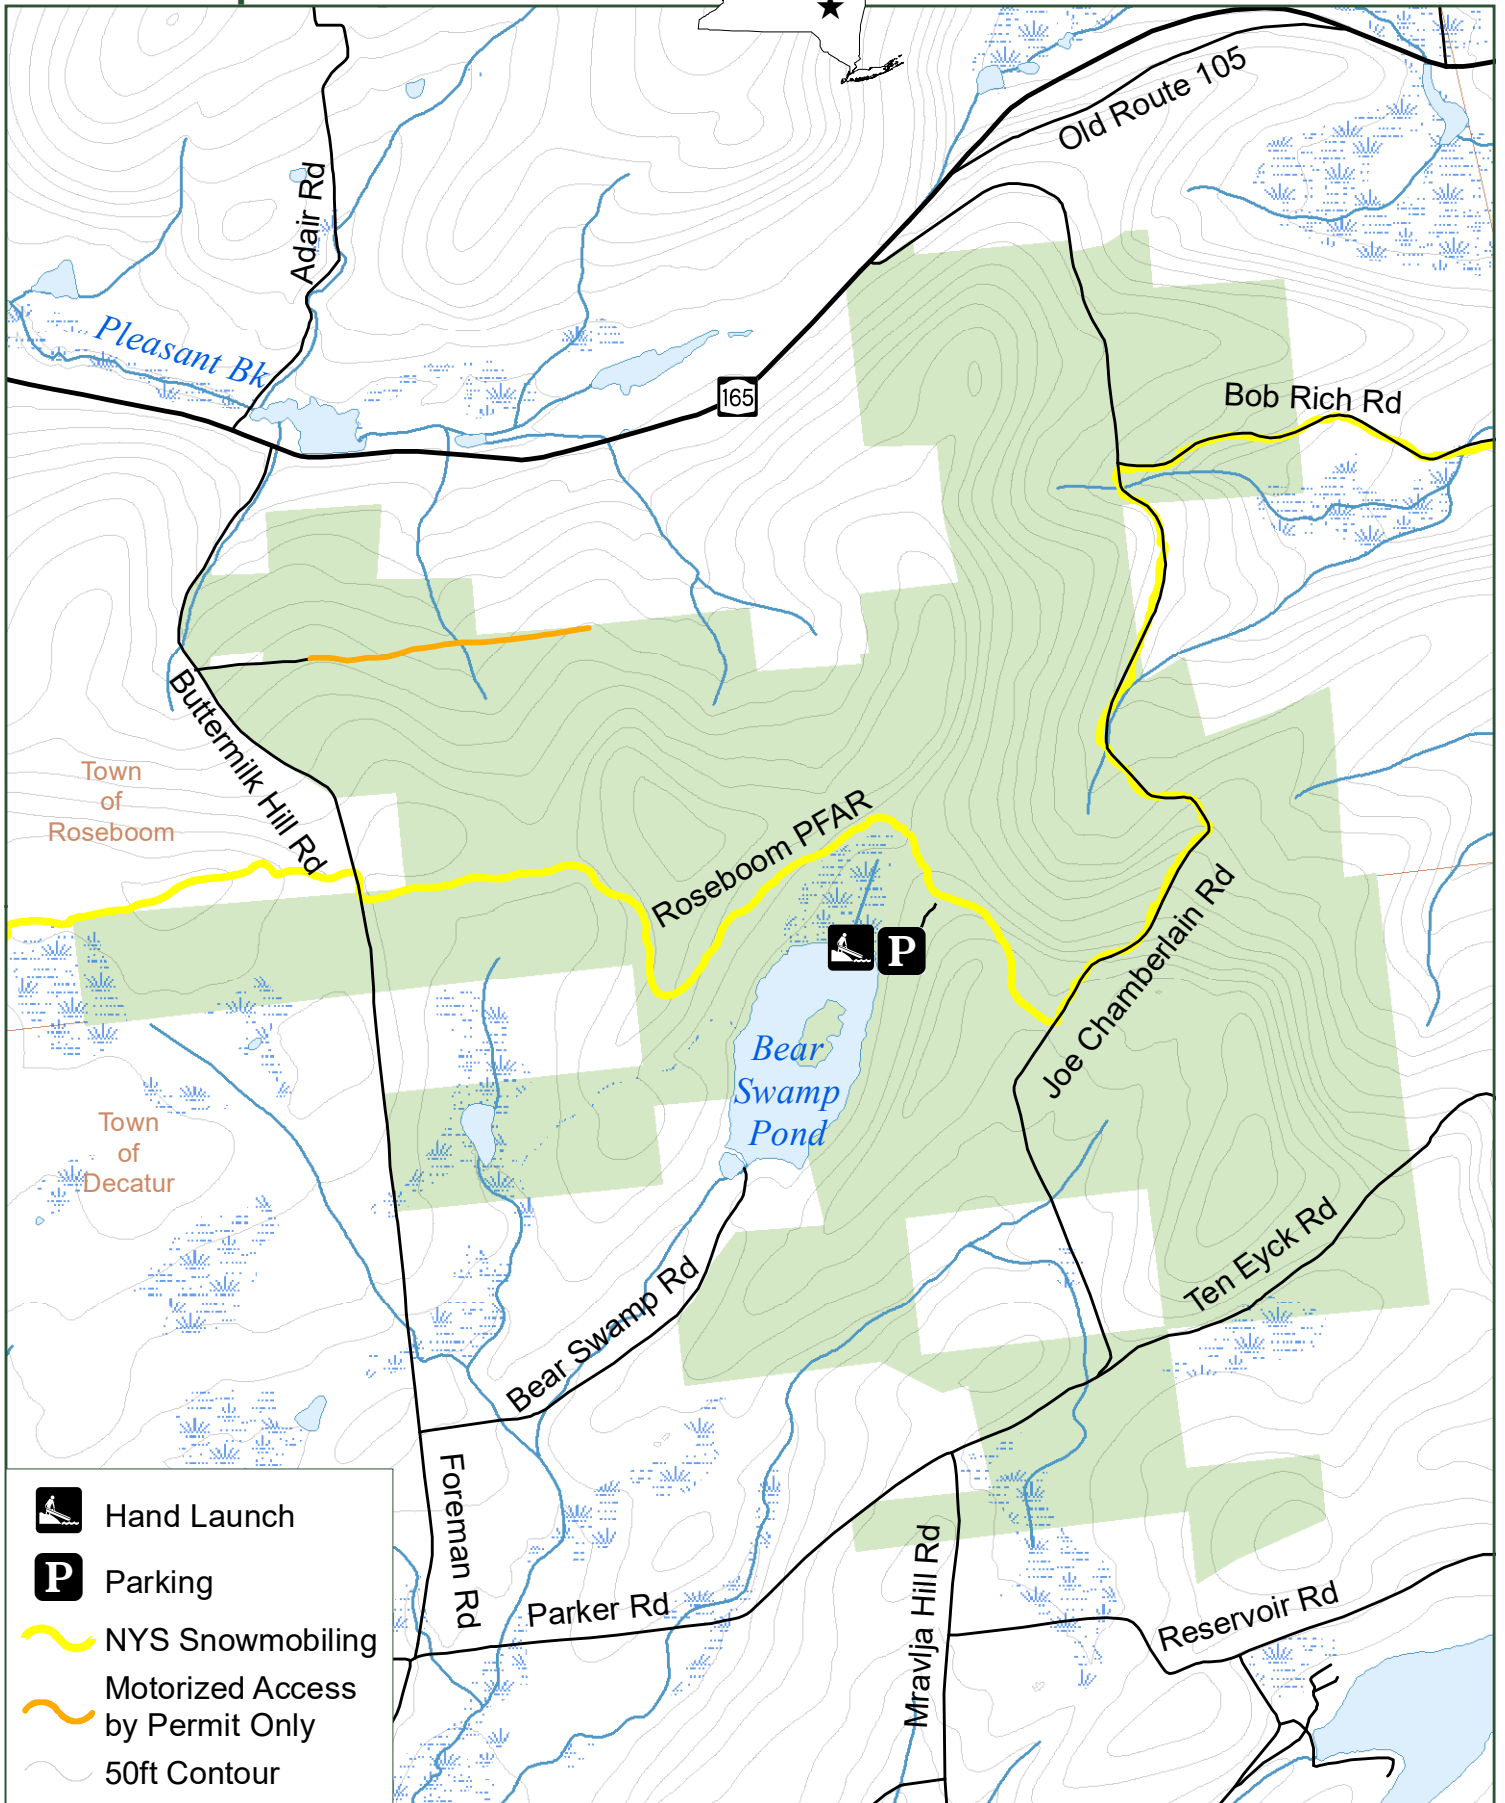 Old Route 105
Adair Rd
Pleasant Bk
165
Bob Rich Rd
Buttermilk Hill Rd
Town
of
Roseboom
Roseboom PFAR
Joe Chamberlain Rd
P
Bear
Swamp
Pond
Town
of
Decatur
Ten Eyck Rd
Bear Swamp Rd
Foreman Rd
Parker Rd
Mravlja Hill Rd
Reservoir Rd
Hand Launch
P Parking
NYS Snowmobiling
Motorized Access
by Permit Only
50ft Contour